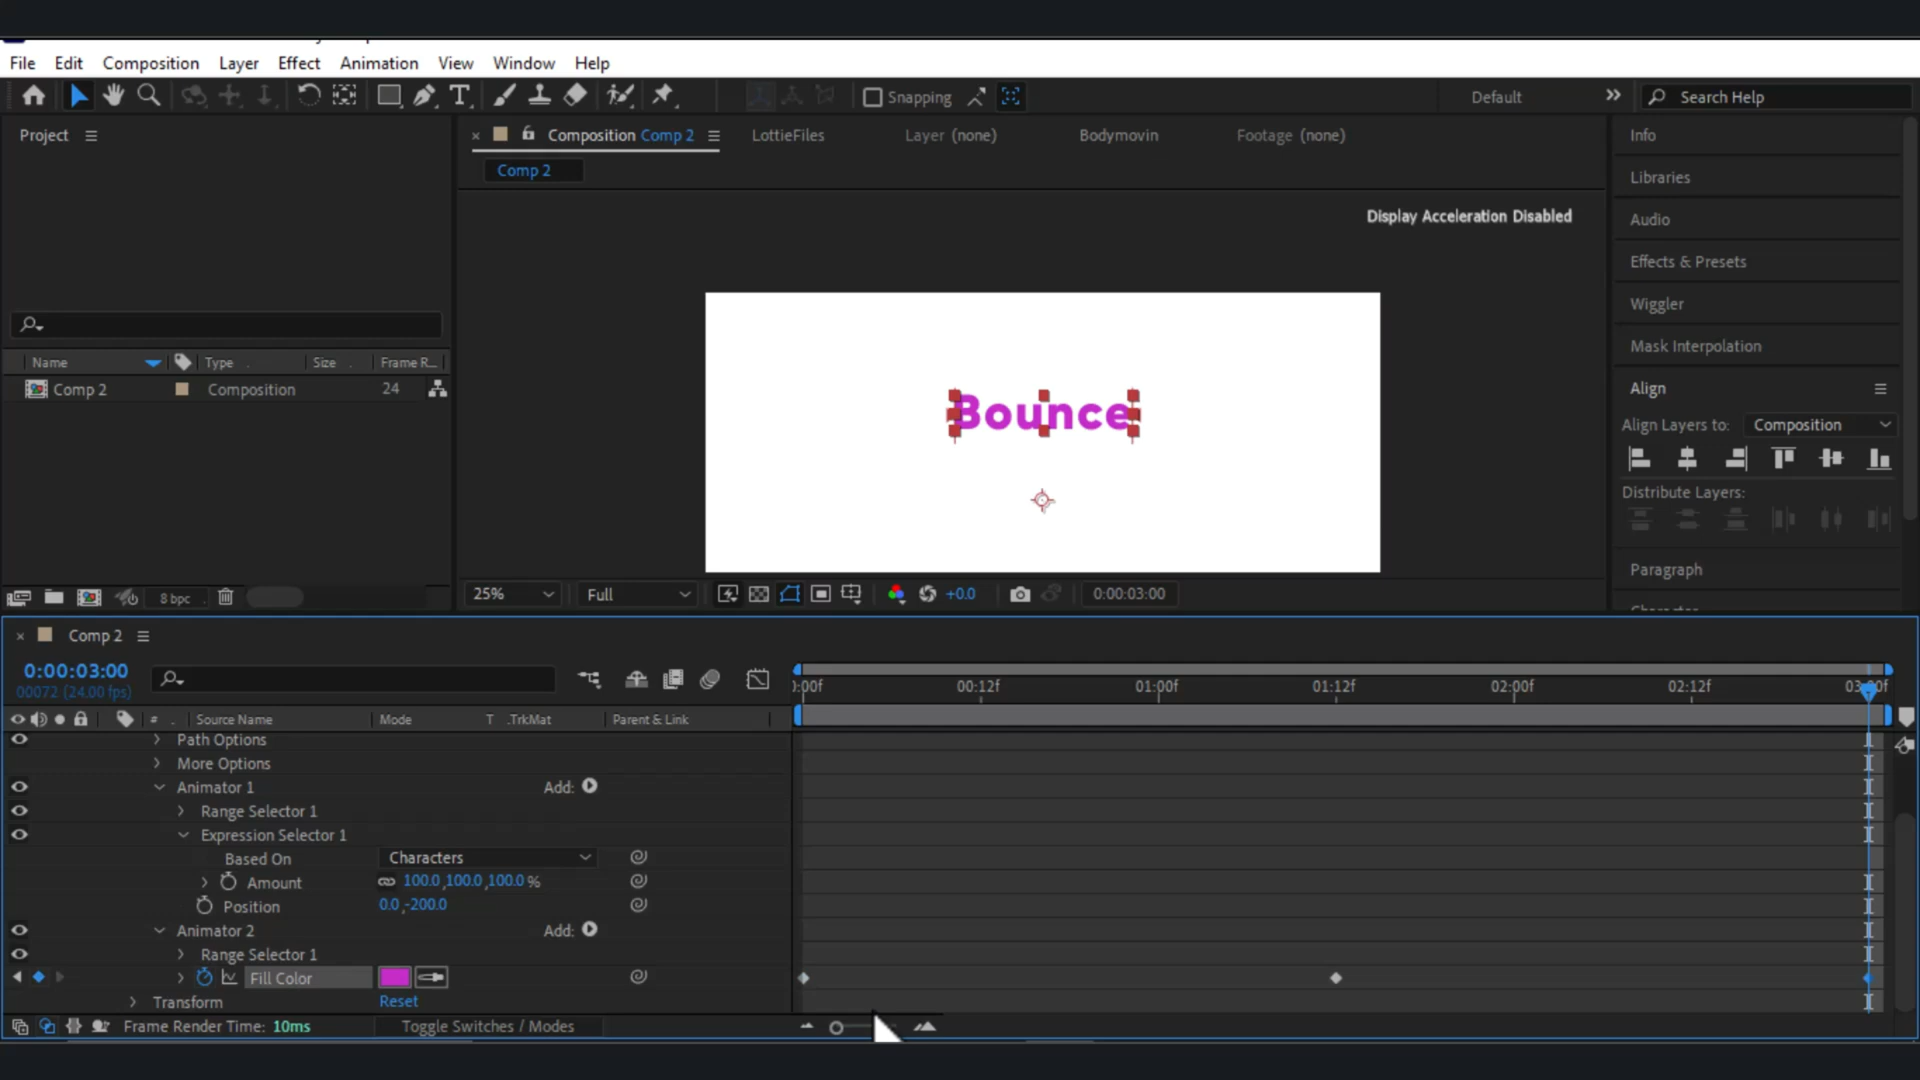 File Edit Composition Layer Effect Animation View Window Help
Snapping
Default
Search Help
Project
Composition Comp 2
LottieFiles
Layer (none)
Bodymovin
Footage (none)
Comp 2
Display Acceleration Disabled
Name Type Size Frame R...
Comp 2 Composition 24
Bounce
Info
Libraries
Audio
Effects & Presets
Wiggler
Mask Interpolation
Align
Align Layers to: Composition
Distribute Layers:
Paragraph
8 bpc
25% Full +0.0 0:00:03:00
Comp 2
0:00:03:00
00072 (24.00 fps)
00:12f 01:00f 01:12f 02:00f 02:12f
# Source Name Mode T .TrkMat Parent & Link
Path Options
More Options
Animator 1 Add:
Range Selector 1
Expression Selector 1
Based On Characters
Amount 100.0,100.0,100.0%
Position 0.0,-200.0
Animator 2 Add:
Range Selector 1
Fill Color
Transform Reset
Frame Render Time: 10ms Toggle Switches / Modes